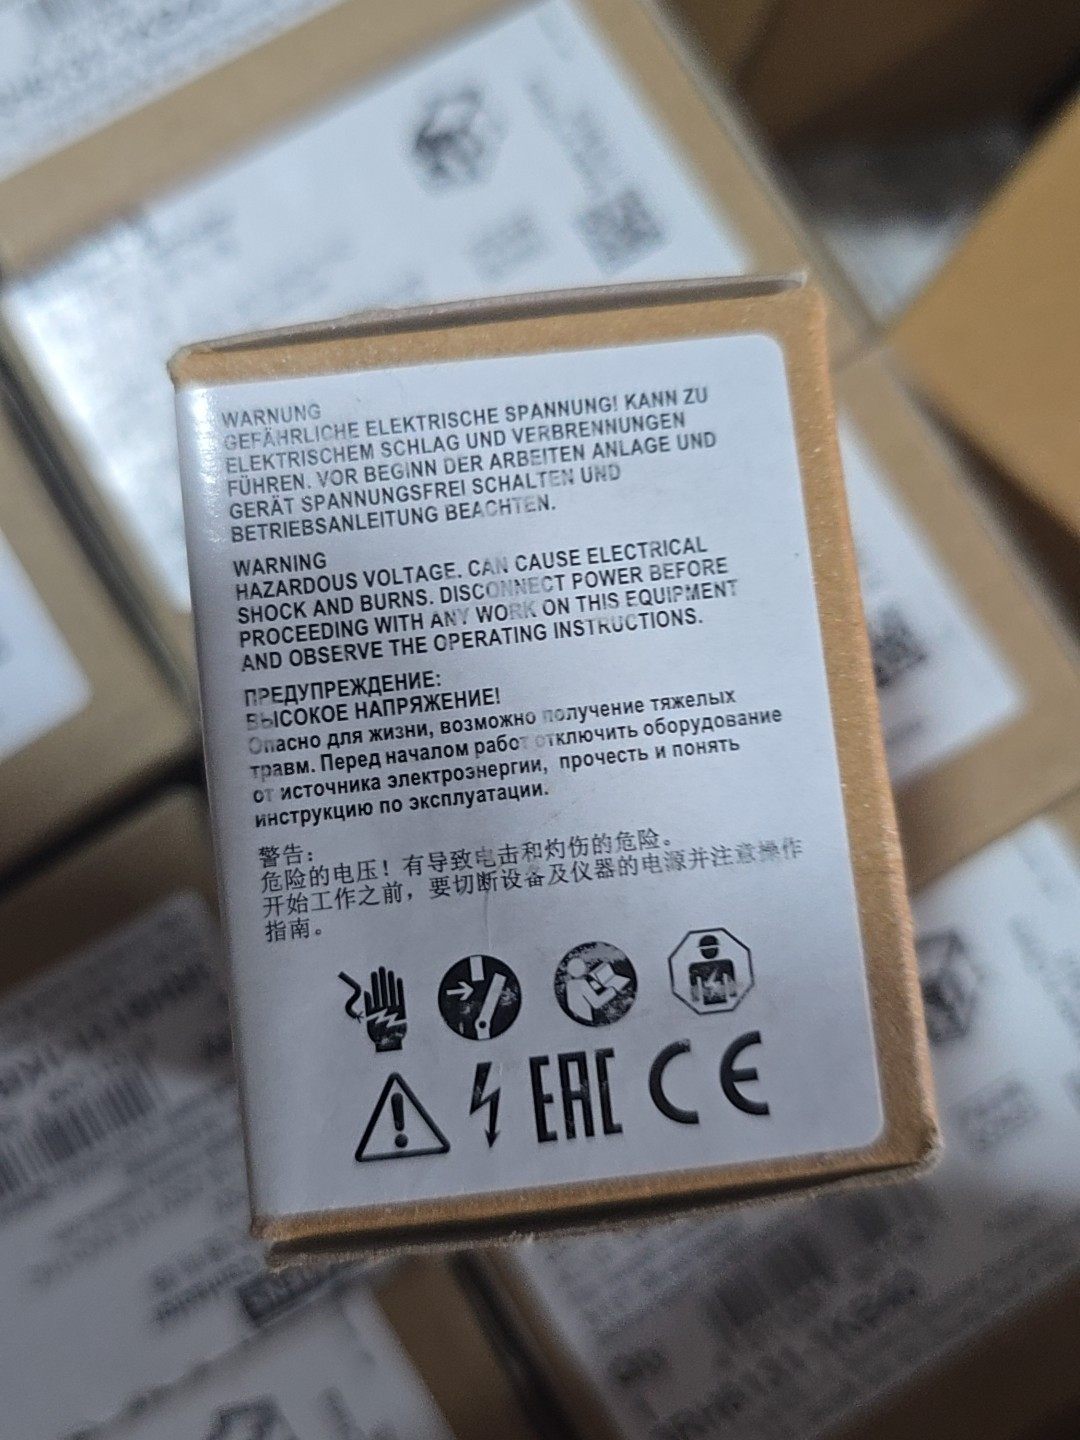 WARNUNG
GEFÄHRLICHE ELEKTRISCHE SPANNUNG! KANN ZU
ELEKTRISCHEM SCHLAG UND VERBRENNUNGEN
FÜHREN. VOR BEGINN DER ARBEITEN ANLAGE UND
GERÄT SPANNUNGSFREI SCHALTEN UND
BETRIEBSANLEITUNG BEACHTEN.
WARNING
HAZARDOUS VOLTAGE. CAN CAUSE ELECTRICAL
SHOCK AND BURNS. DISCONNECT POWER BEFORE
PROCEEDING WITH ANY WORK ON THIS EQUIPMENT
AND OBSERVE THE OPERATING INSTRUCTIONS.
ПРЕДУПРЕЖДЕНИЕ:
ВЫСОКОЕ НАПРЯЖЕНИЕ!
Опасно для жизни, возможно получение тяжелых
травм. Перед началом работ отключить оборудование
от источника электроэнергии, прочесть и понять
инструкцию по эксплуатации.
警告：
危险的电压！有导致电击和灼伤的危险。
开始工作之前，要切断设备及仪器的电源并注意操作
指南。
EAC CE